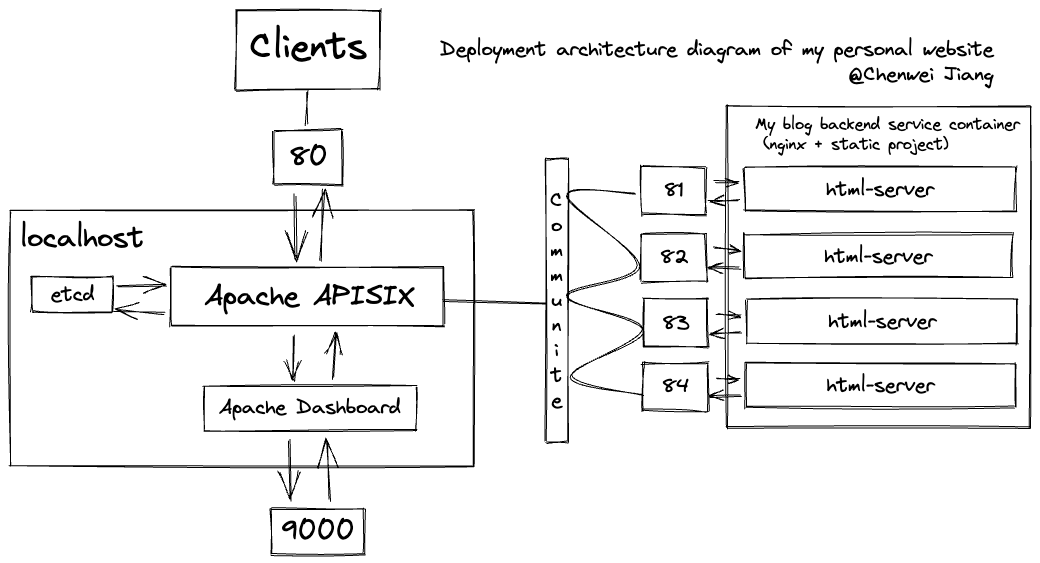 Clients
Deployment architecture diagram of my personal website
@Chenwei Jiang
80
localhost
etcd
Apache APISIX
Apache Dashboard
9000
Communite
81
82
83
84
My blog backend service container
(nginx + static project)
html-server
html-server
html-server
html-server